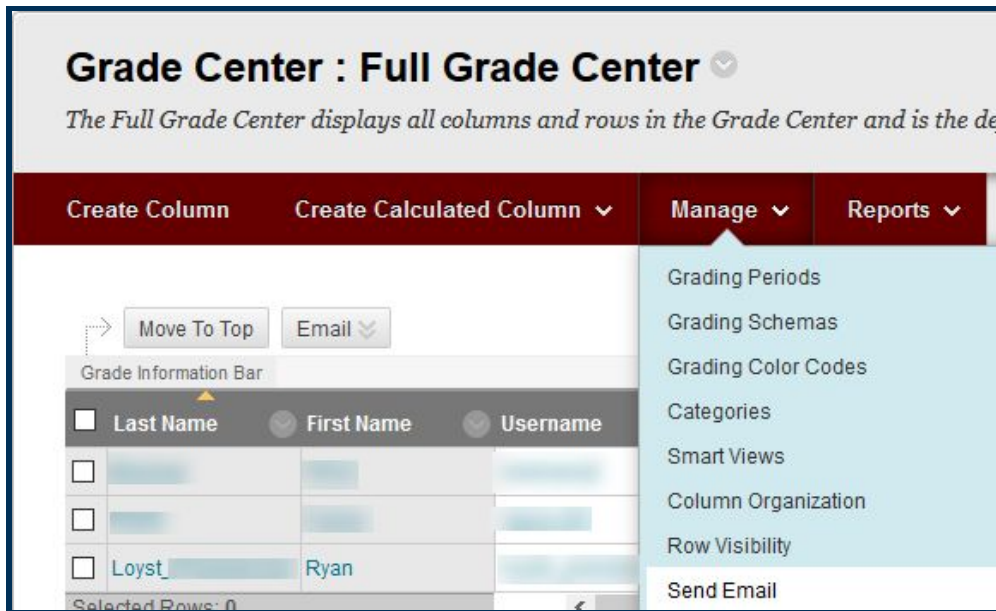 Grade Center : Full Grade Center
The Full Grade Center displays all columns and rows in the Grade Center and is the de
Create Column Create Calculated Column Manage Reports
Grading Periods
Grading Schemas
Grading Color Codes
Categories
Smart Views
Column Organization
Row Visibility
Send Email
Move To Top Email
Grade Information Bar
Last Name First Name Username
Loyst_ Ryan
Selected Rows: 0